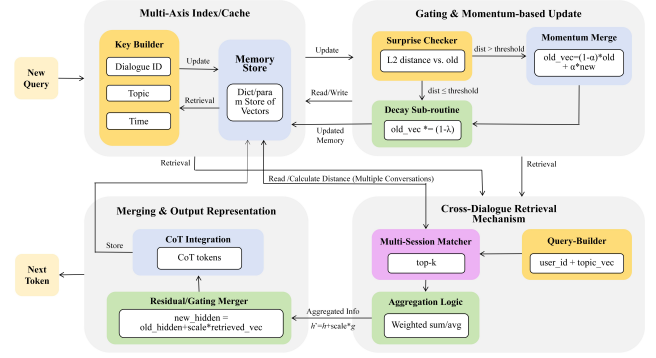 Multi-Axis Index/Cache
Key Builder
Dialogue ID
Topic
Time
Update
Retrieval
Memory
Store
Dict/para
m Store of
Vectors
New
Query
Update
Read/Write
Updated
Memory
Gating & Momentum-based Update
Surprise Checker
L2 distance vs. old
dist > threshold
Momentum Merge
old_vec=(1-α)*old
+ α*new
dist ≤ threshold
Decay Sub-routine
old_vec *= (1-λ)
Retrieval
Retrieval
Read /Calculate Distance (Multiple Conversations)
Merging & Output Representation
CoT Integration
CoT tokens
Store
Next
Token
Residual/Gating Merger
new_hidden =
old_hidden+scale*retrieved_vec
Aggregated Info
h'=h+scale*g
Cross-Dialogue Retrieval
Mechanism
Multi-Session Matcher
top-k
Query-Builder
user_id + topic_vec
Aggregation Logic
Weighted sum/avg